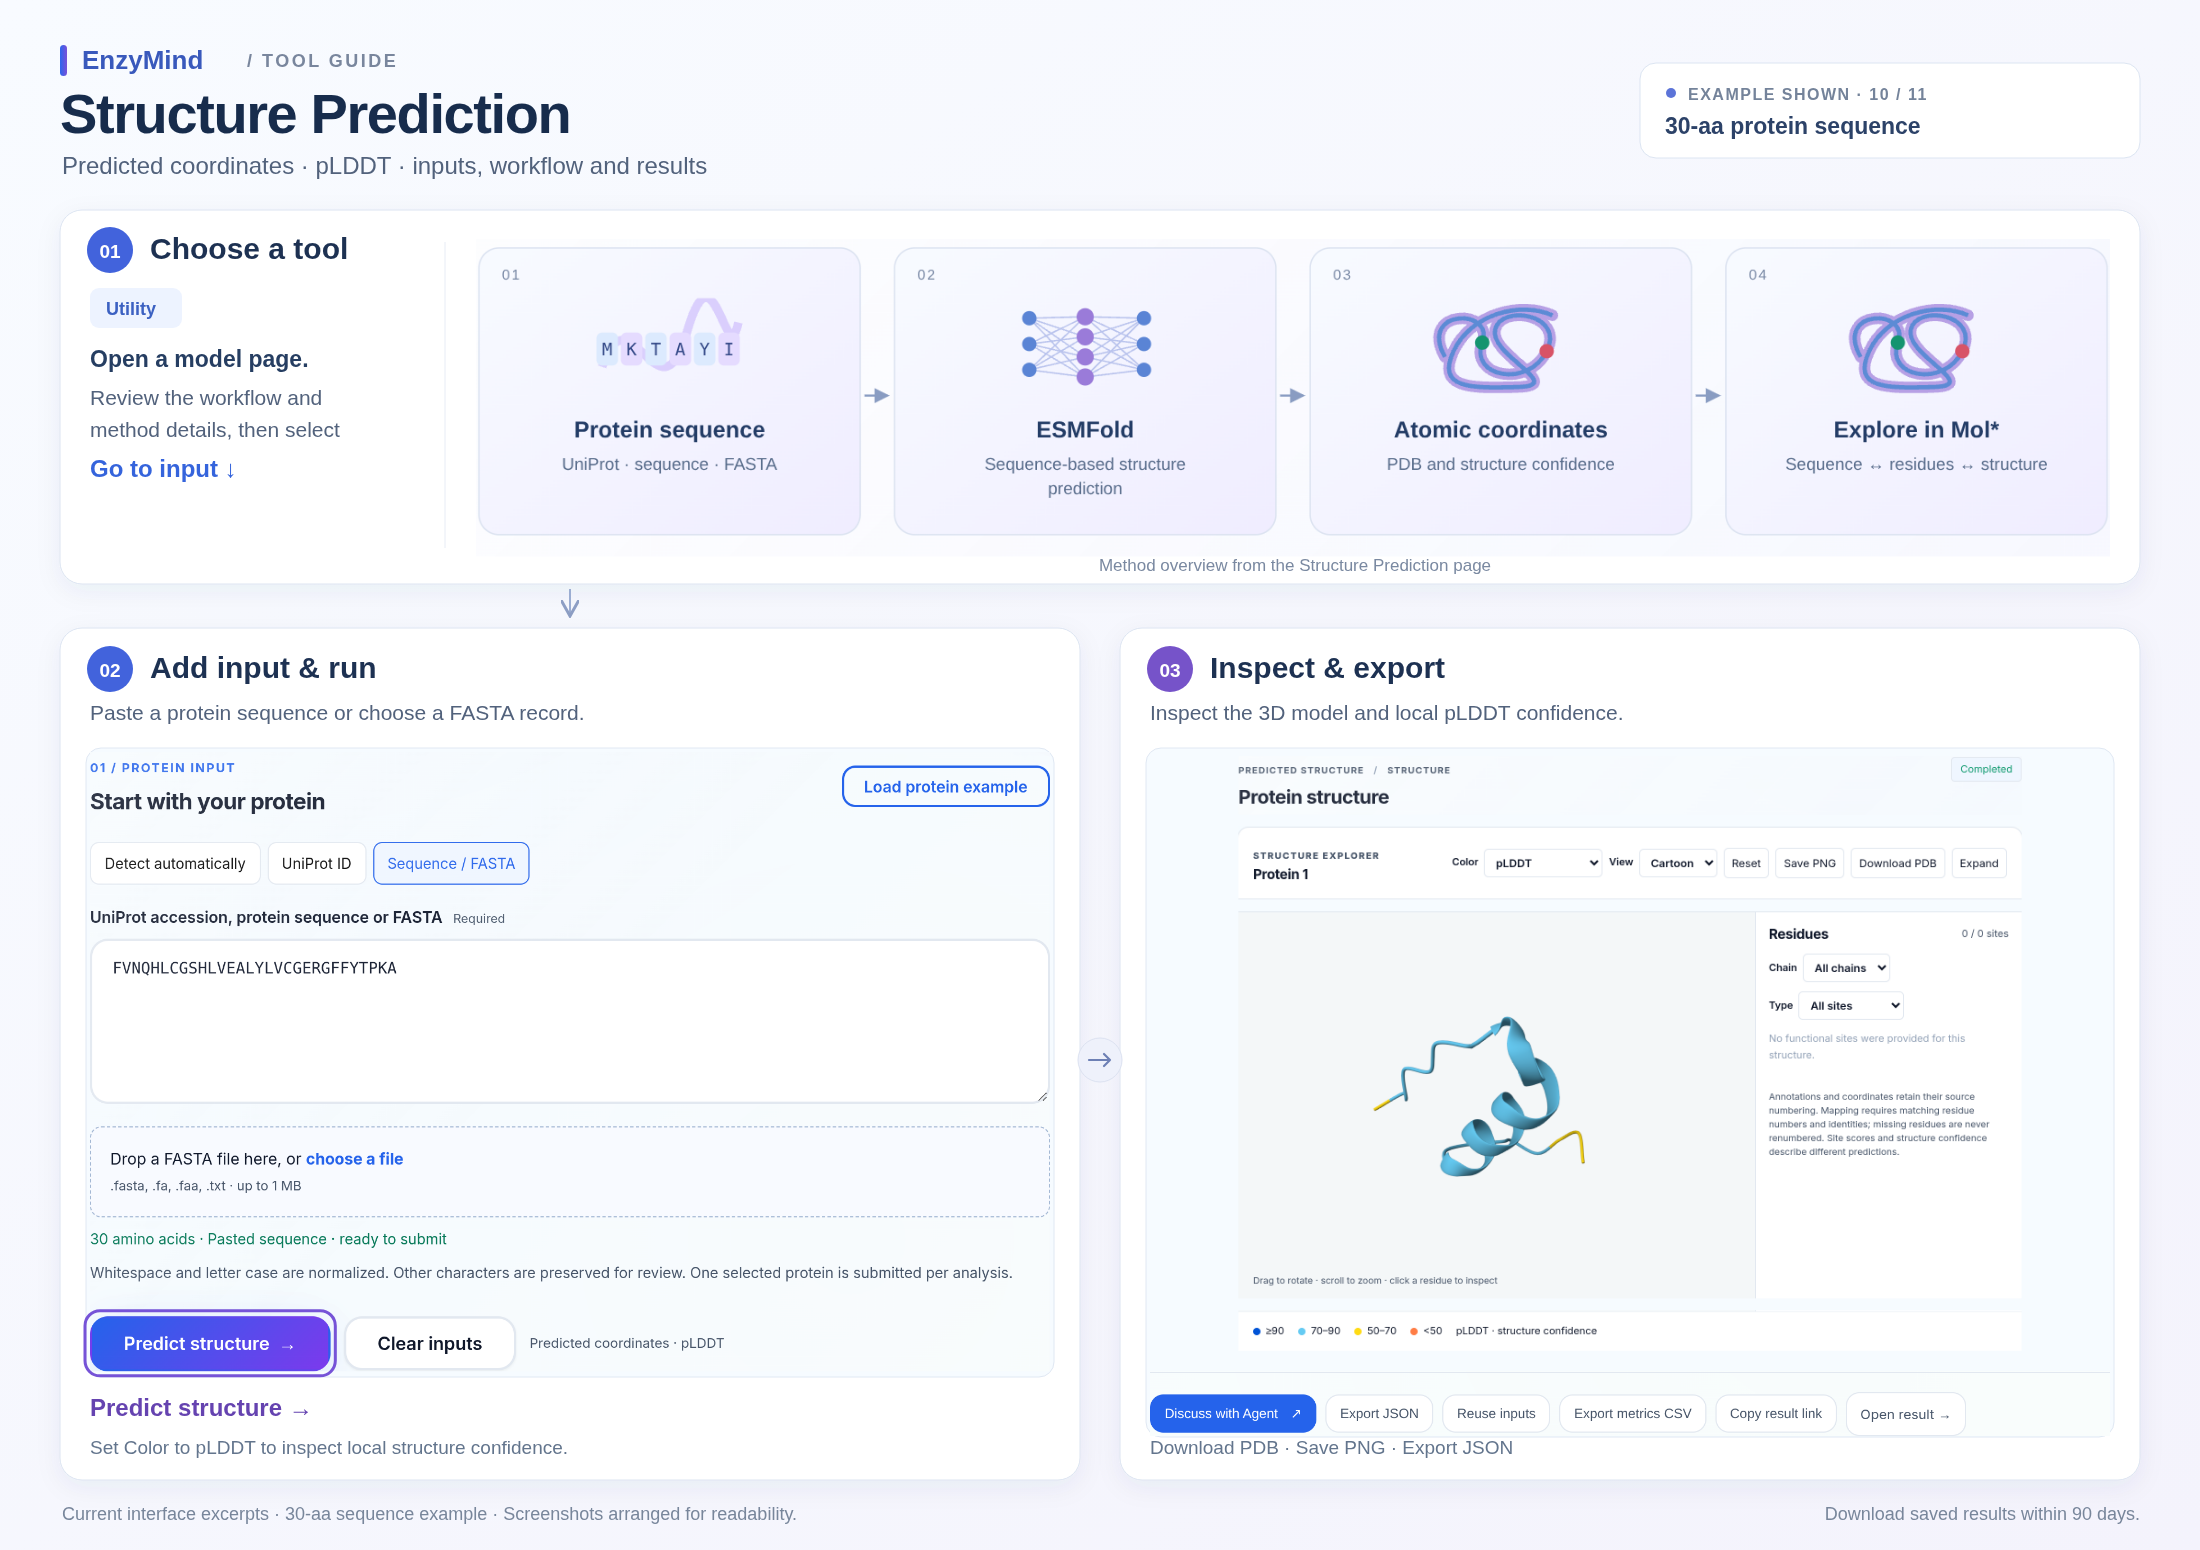 EnzyMind / TOOL GUIDE
Structure Prediction
Predicted coordinates · pLDDT · inputs, workflow and results
EXAMPLE SHOWN · 10 / 11
30-aa protein sequence
01 Choose a tool
Utility
Open a model page.
Review the workflow and
method details, then select
Go to input ↓
01
M K T A Y I
Protein sequence
UniProt · sequence · FASTA
02
ESMFold
Sequence-based structure
prediction
03
Atomic coordinates
PDB and structure confidence
04
Explore in Mol*
Sequence ↔ residues ↔ structure
Method overview from the Structure Prediction page
02 Add input & run
Paste a protein sequence or choose a FASTA record.
01 / PROTEIN INPUT
Start with your protein
Load protein example
Detect automatically UniProt ID Sequence / FASTA
UniProt accession, protein sequence or FASTA Required
FVNQHLCGSHLVEALYLVCGERGFFYTPKA
Drop a FASTA file here, or choose a file
.fasta, .fa, .faa, .txt · up to 1 MB
30 amino acids · Pasted sequence · ready to submit
Whitespace and letter case are normalized. Other characters are preserved for review. One selected protein is submitted per analysis.
Predict structure → Clear inputs Predicted coordinates · pLDDT
Predict structure →
Set Color to pLDDT to inspect local structure confidence.
03 Inspect & export
Inspect the 3D model and local pLDDT confidence.
PREDICTED STRUCTURE / STRUCTURE
Completed
Protein structure
STRUCTURE EXPLORER
Protein 1
Color pLDDT View Cartoon Reset Save PNG Download PDB Expand
Residues 0 / 0 sites
Chain All chains
Type All sites
No functional sites were provided for this
structure.
Annotations and coordinates retain their source
numbering. Mapping requires matching residue
numbers and identities; missing residues are never
renumbered. Site scores and structure confidence
describe different predictions.
Drag to rotate · scroll to zoom · click a residue to inspect
≥90 70–90 50–70 <50 pLDDT · structure confidence
Discuss with Agent ↗ Export JSON Reuse inputs Export metrics CSV Copy result link Open result →
Download PDB · Save PNG · Export JSON
Current interface excerpts · 30-aa sequence example · Screenshots arranged for readability.
Download saved results within 90 days.